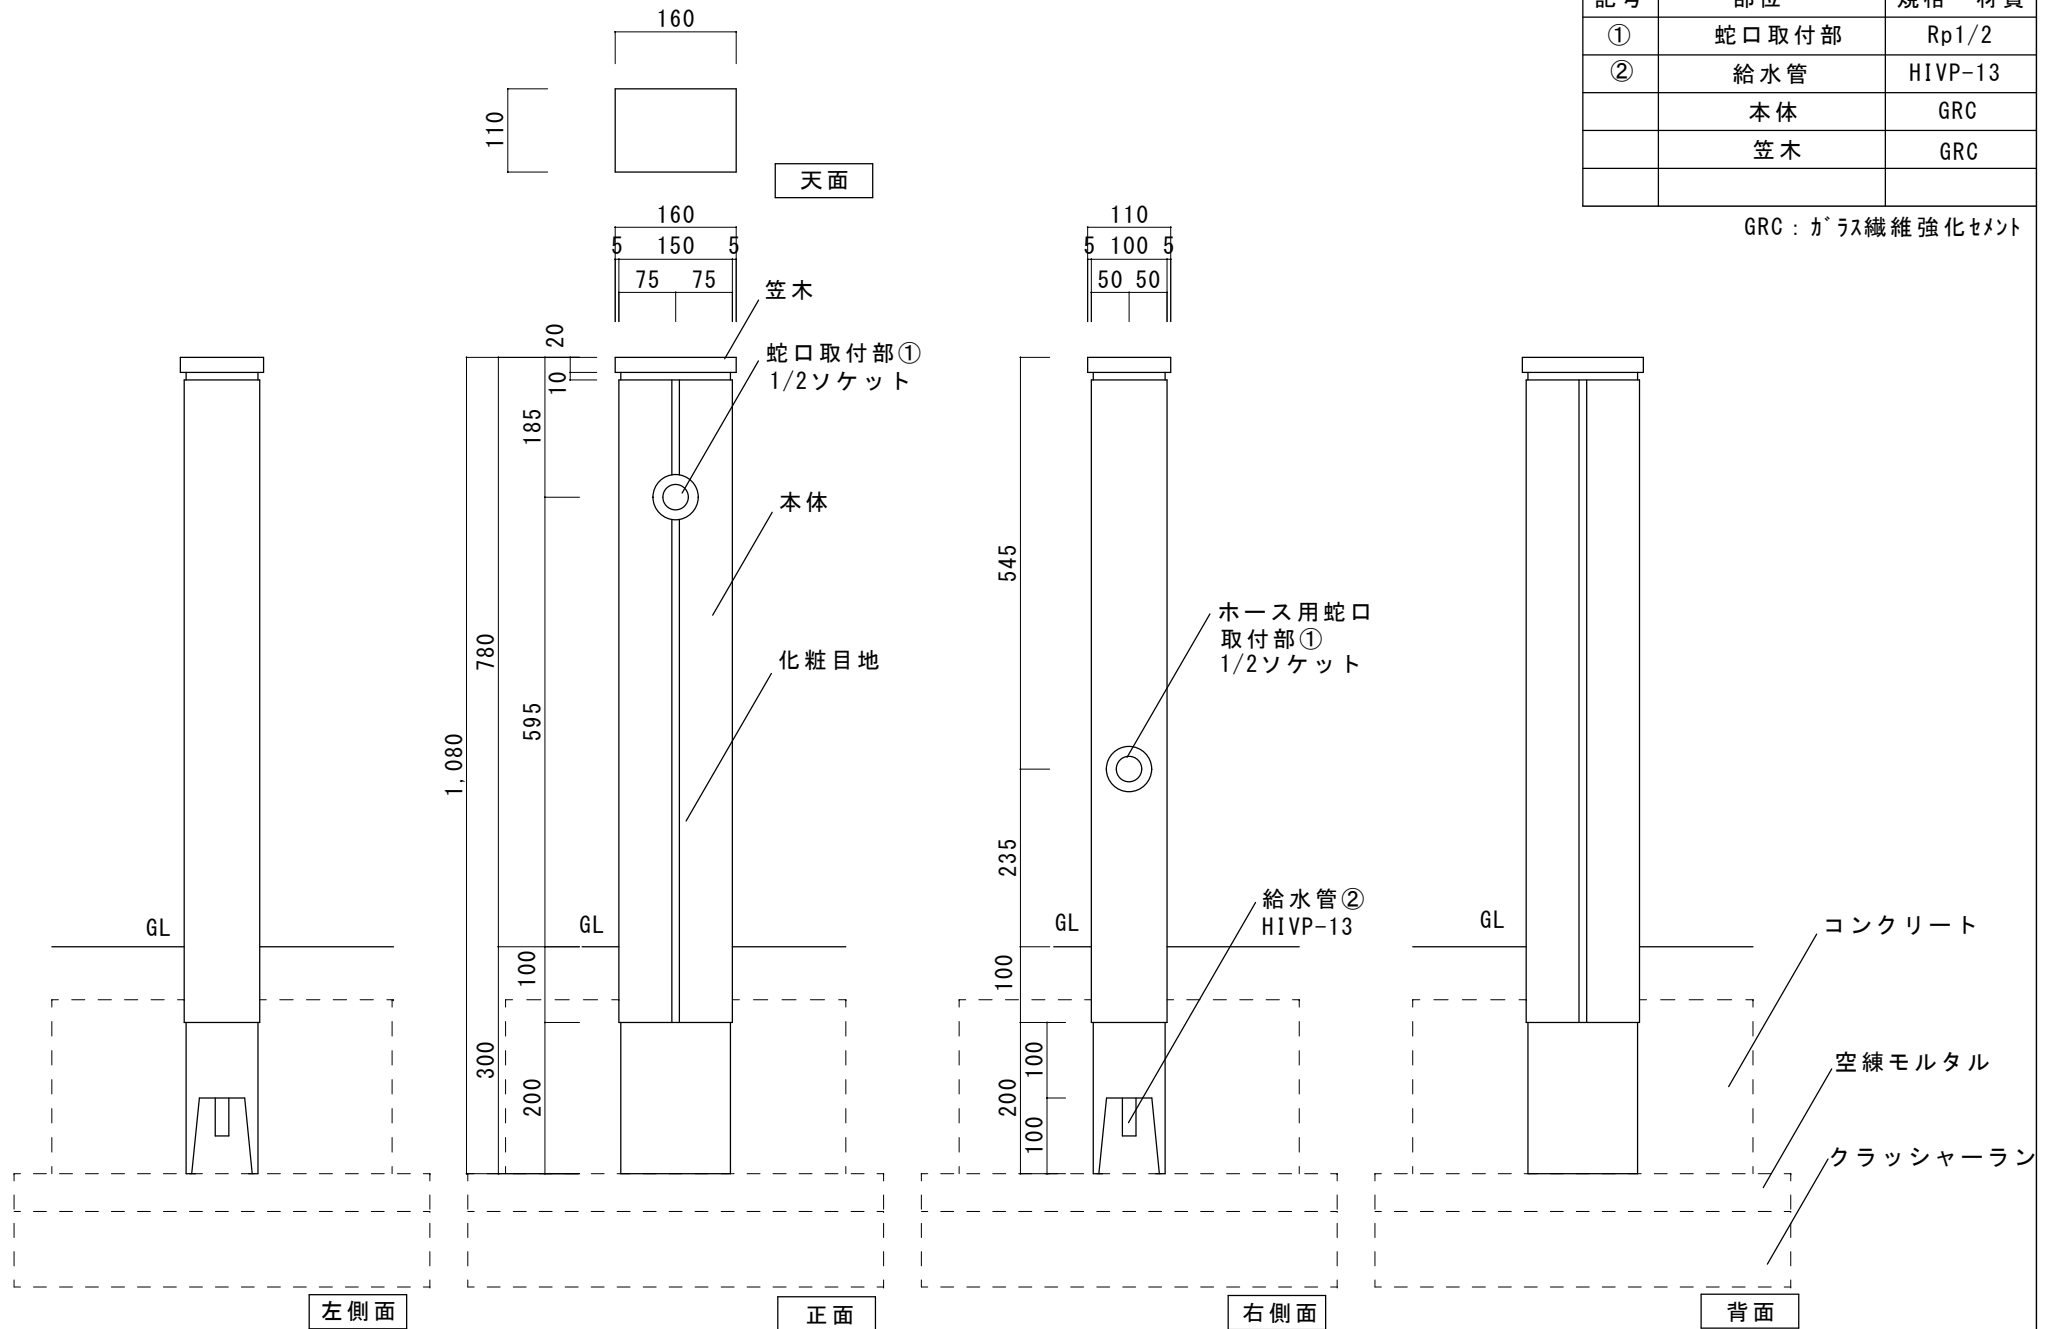 160
110
天面
記号 部位 規格・材質
① 蛇口取付部 Rp1/2
② 給水管 HIVP-13
本体 GRC
笠木 GRC
GRC：ｶﾞﾗｽ繊維強化ｾﾒﾝﾄ
160
5 150 5
75 75
笠木
蛇口取付部①
1/2ソケット
本体
化粧目地
20
10
185
595
780
1,080
GL
100
200
300
110
5 100 5
50 50
545
235
ホース用蛇口
取付部①
1/2ソケット
給水管②
HIVP-13
GL
100
200
100
100
GL
GL
コンクリート
空練モルタル
クラッシャーラン
左側面
正面
右側面
背面